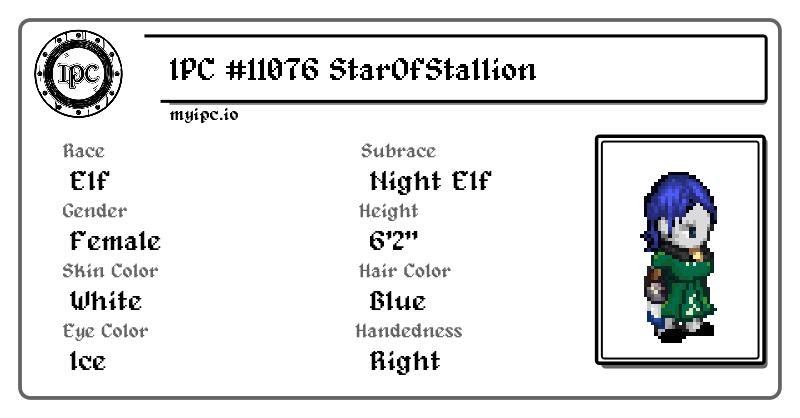 IPC
IPC #11076 StarOfStallion
myipc.io
Race
Elf
Subrace
Night Elf
Gender
Female
Height
6'2"
Skin Color
White
Hair Color
Blue
Eye Color
Ice
Handedness
Right